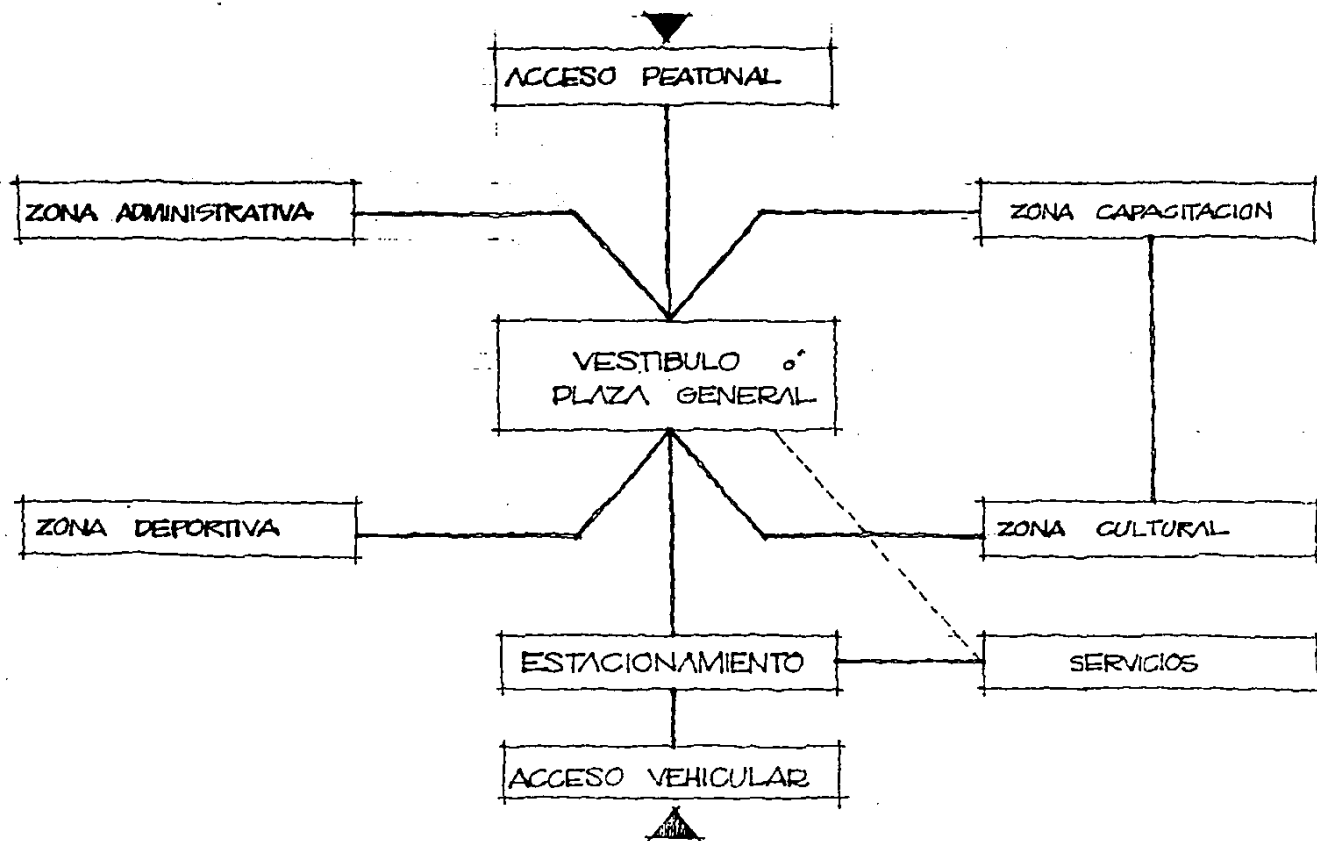 ACCESO PEATONAL
ZONA ADMINISTRATIVA
ZONA CAPACITACION
VESTIBULO ó
PLAZA GENERAL
ZONA DEPORTIVA
ZONA CULTURAL
ESTACIONAMIENTO
SERVICIOS
ACCESO VEHICULAR